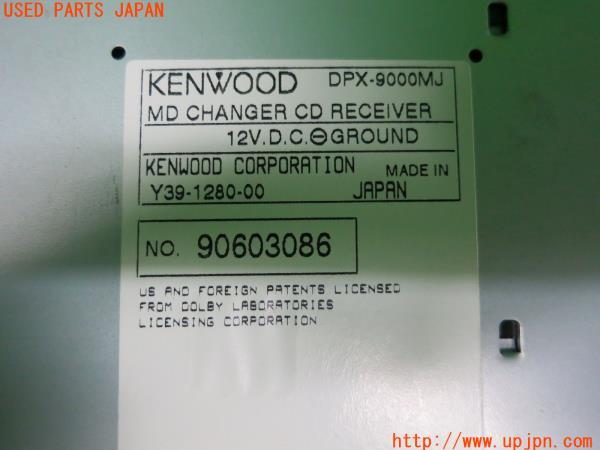 USED PARTS JAPAN
KENWOOD DPX-9000MJ
MD CHANGER CD RECEIVER
12V.D.C.⊖GROUND
KENWOOD CORPORATION MADE IN
Y39-1280-00 JAPAN
NO. 90603086
US AND FOREIGN PATENTS LICENSED
FROM DOLBY LABORATORIES
LICENSING CORPORATION
http://www.upjpn.com/